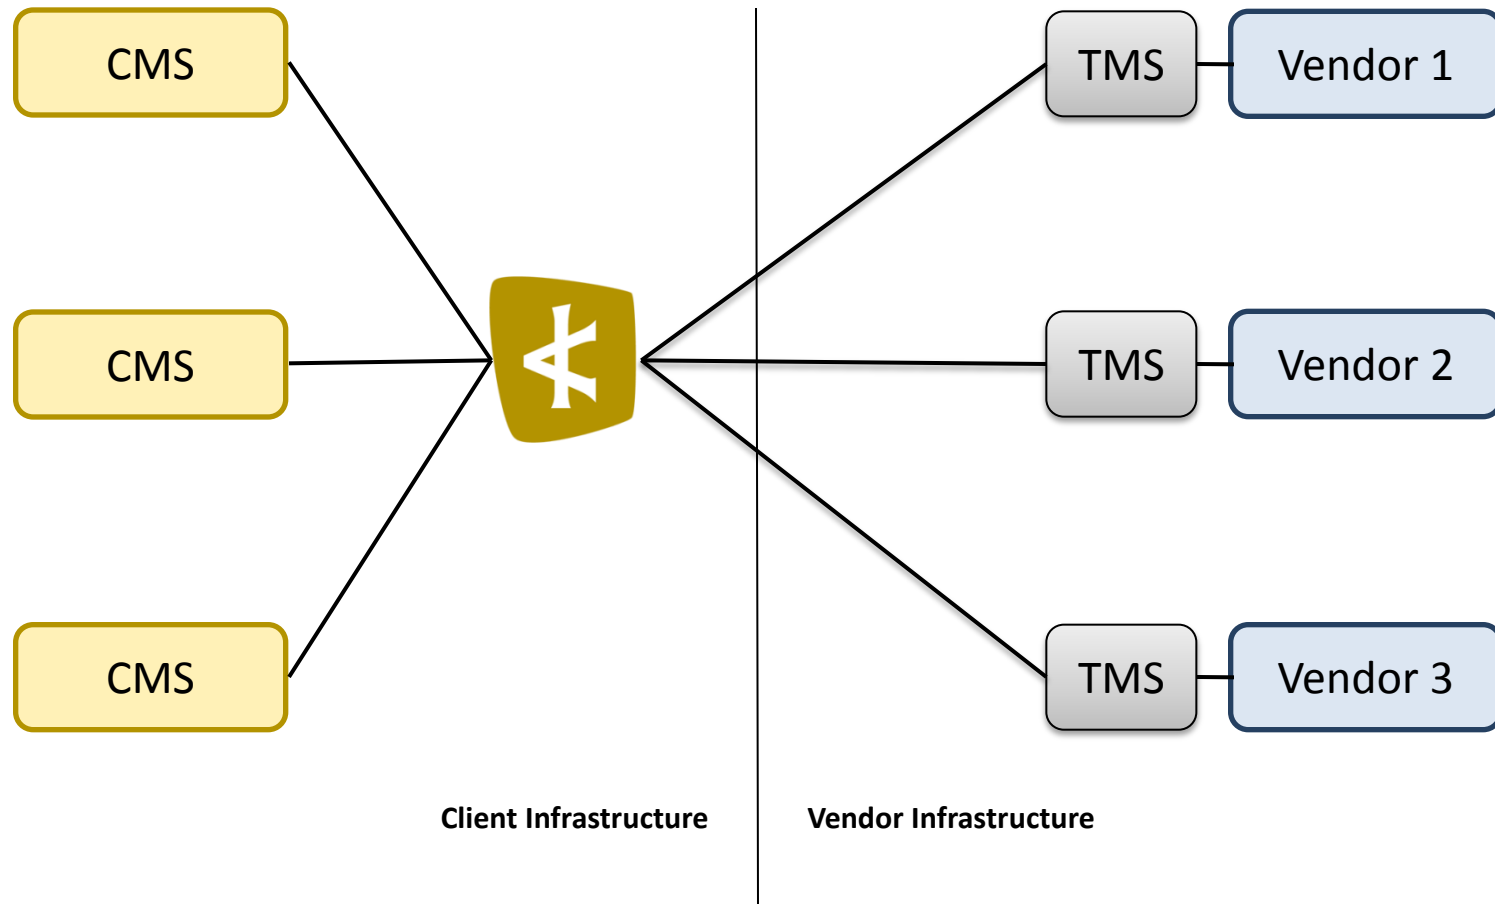 CMS
TMS
Vendor 1
CMS
TMS
Vendor 2
CMS
TMS
Vendor 3
Client Infrastructure
Vendor Infrastructure